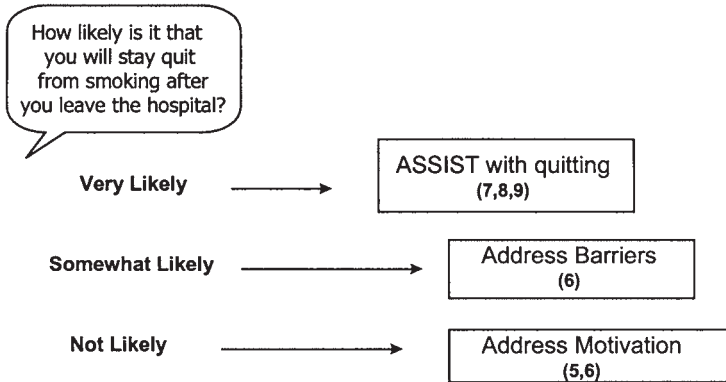 How likely is it that
you will stay quit
from smoking after
you leave the hospital?
Very Likely
ASSIST with quitting
(7,8,9)
Somewhat Likely
Address Barriers
(6)
Not Likely
Address Motivation
(5,6)